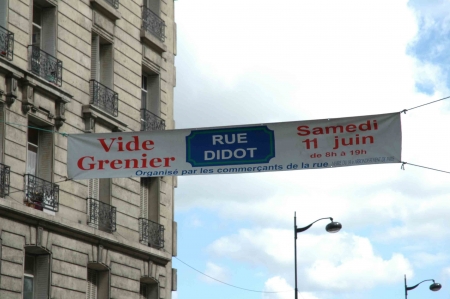 Vide
Grenier
RUE
DIDOT
Samedi
11 juin
de 8h à 19h
Organisé par les commerçants de la rue